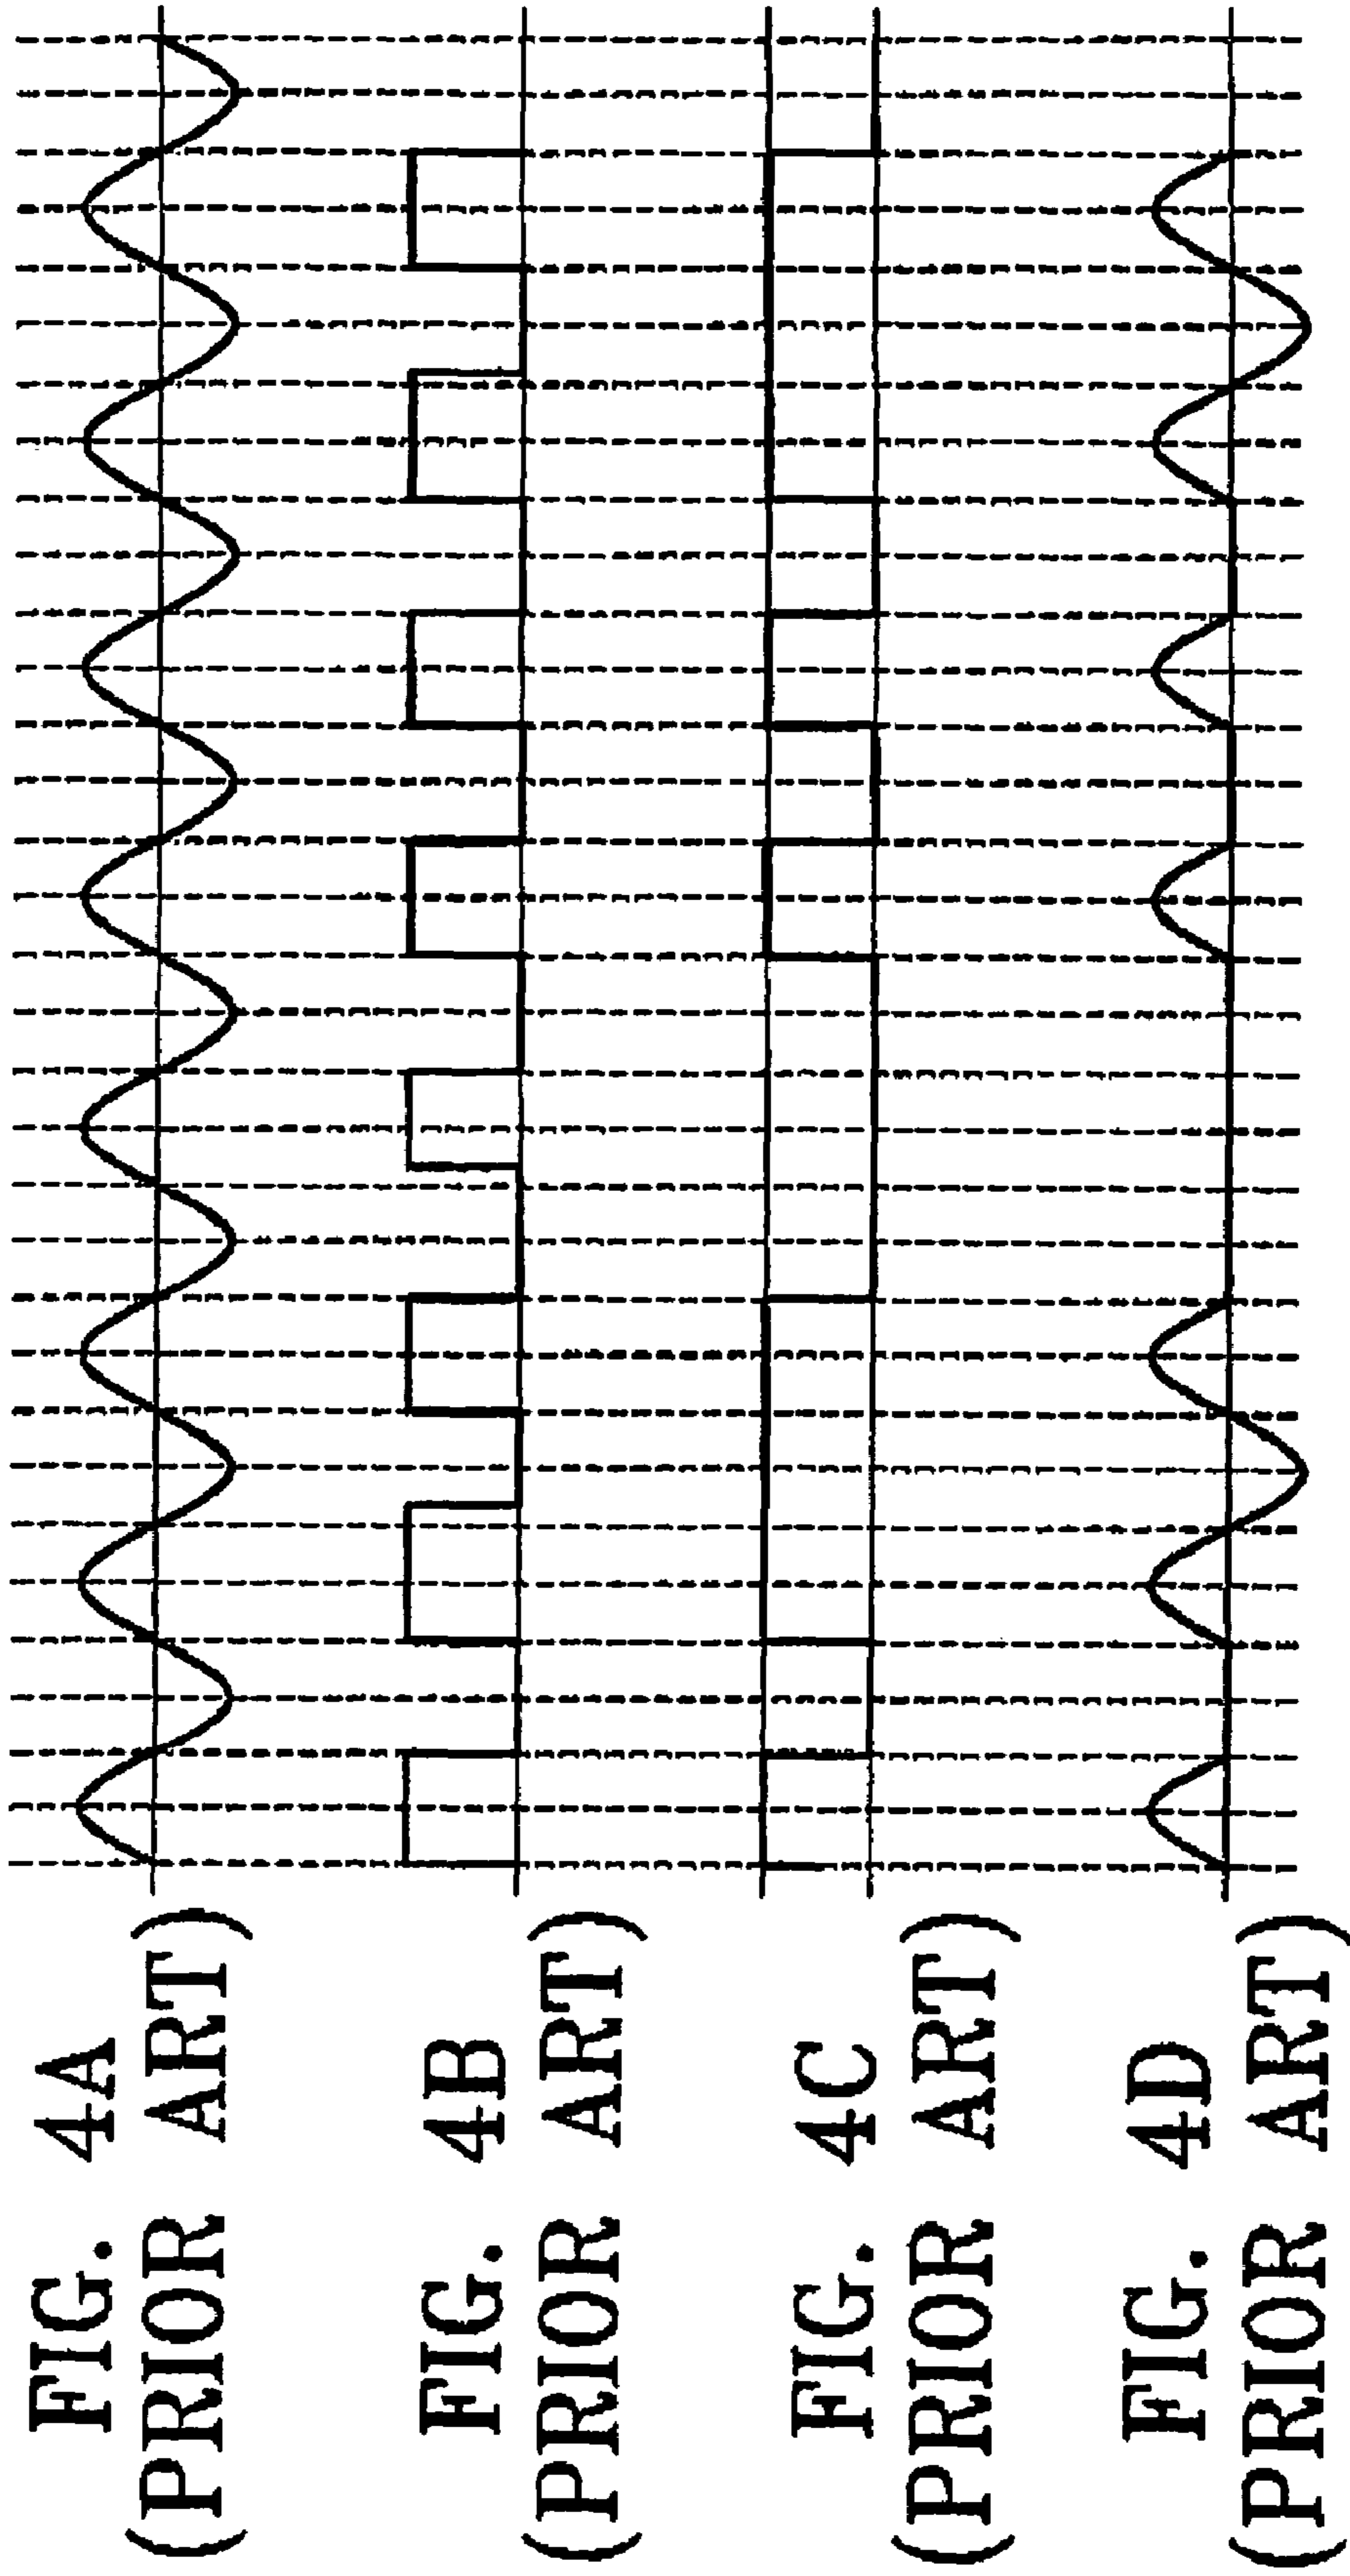 FIG. 4A
(PRIOR ART)
FIG. 4B
(PRIOR ART)
FIG. 4C
(PRIOR ART)
FIG. 4D
(PRIOR ART)